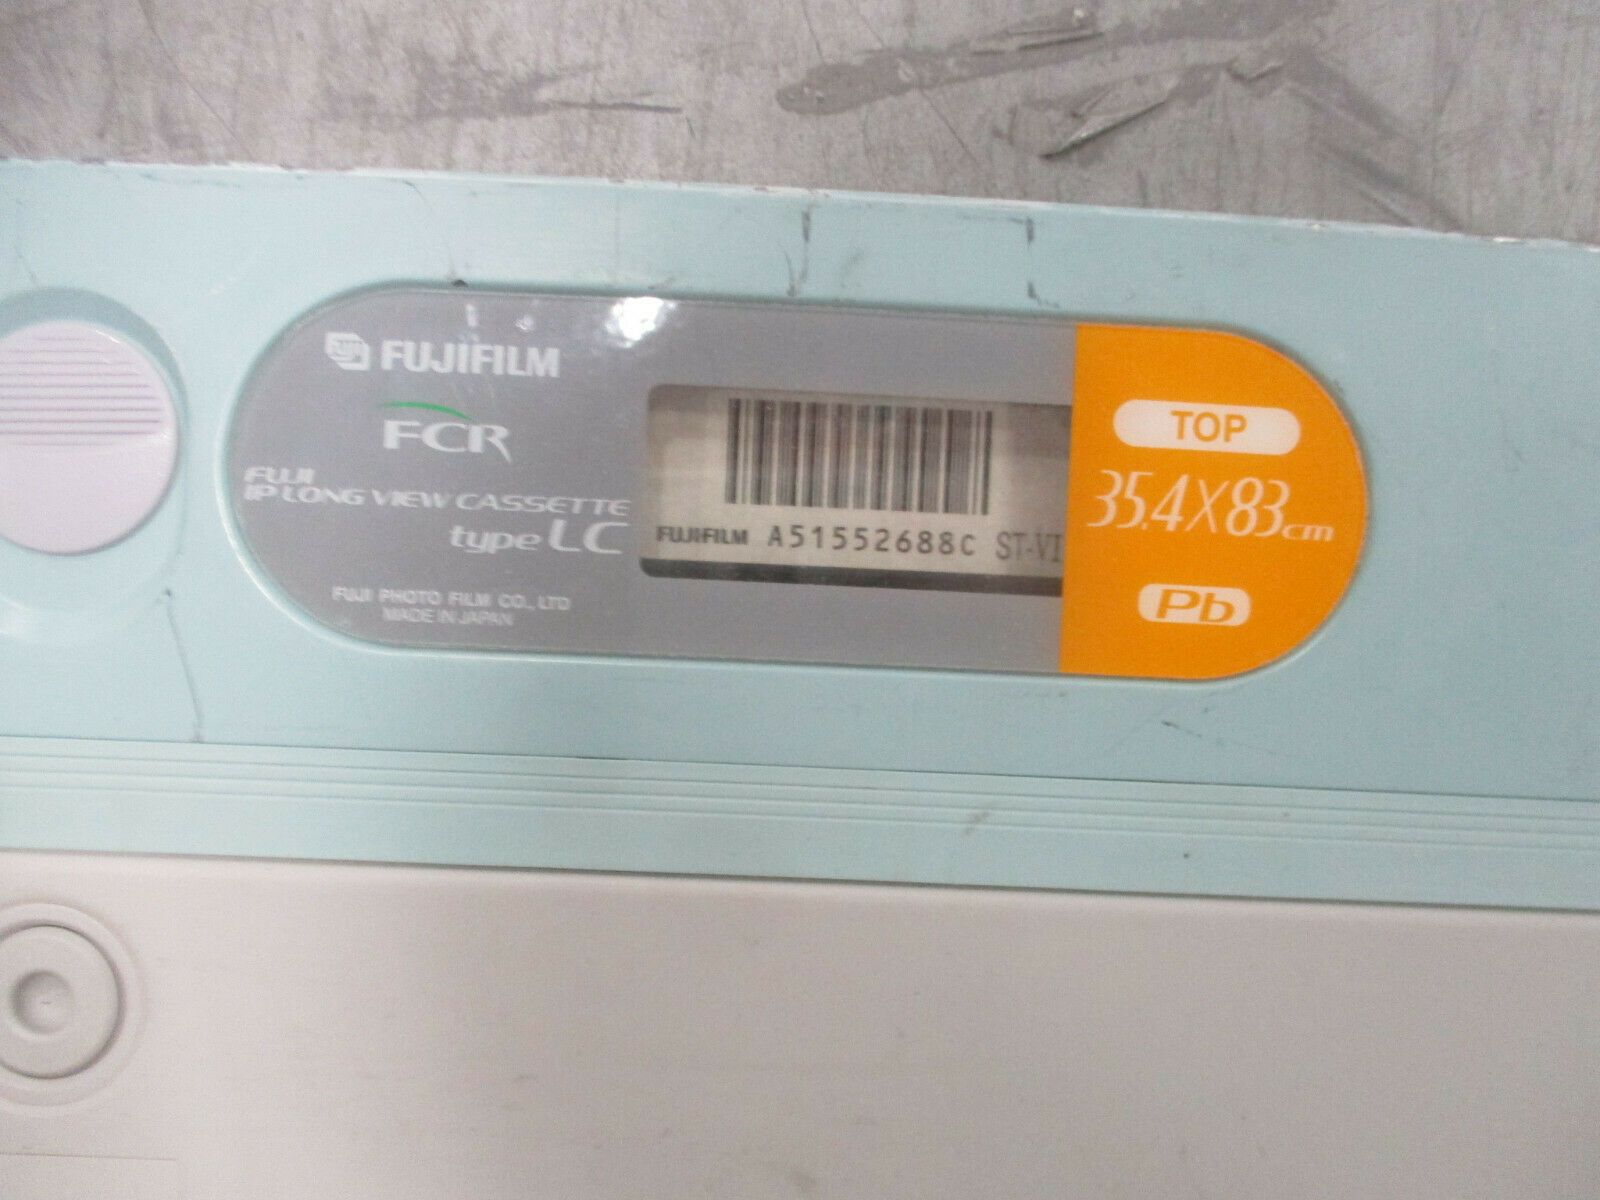 FUJI FUJIFILM
FCR
FUJI
IP LONG VIEW CASSETTE
type LC
FUJI PHOTO FILM CO., LTD
MADE IN JAPAN
FUJIFILM A51552688C ST-VI
TOP
35.4X83cm
Pb